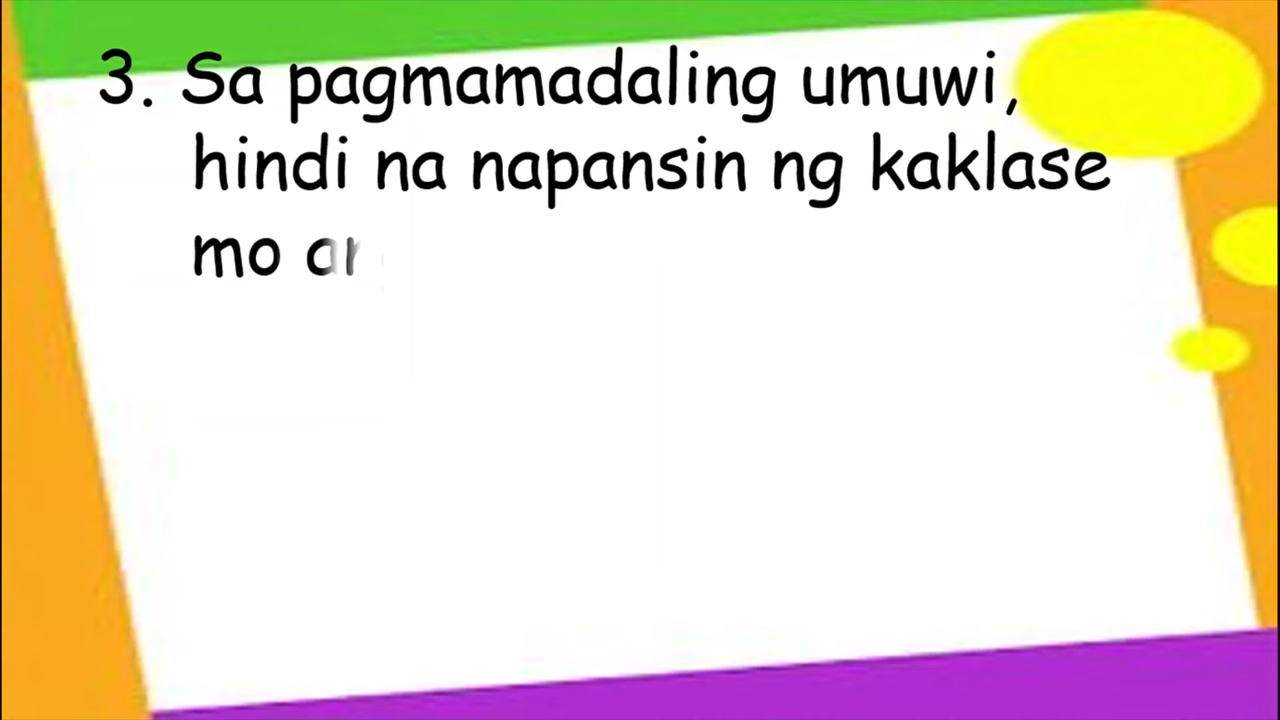 3. Sa pagmamadaling umuwi,
hindi na napansin ng kaklase
mo